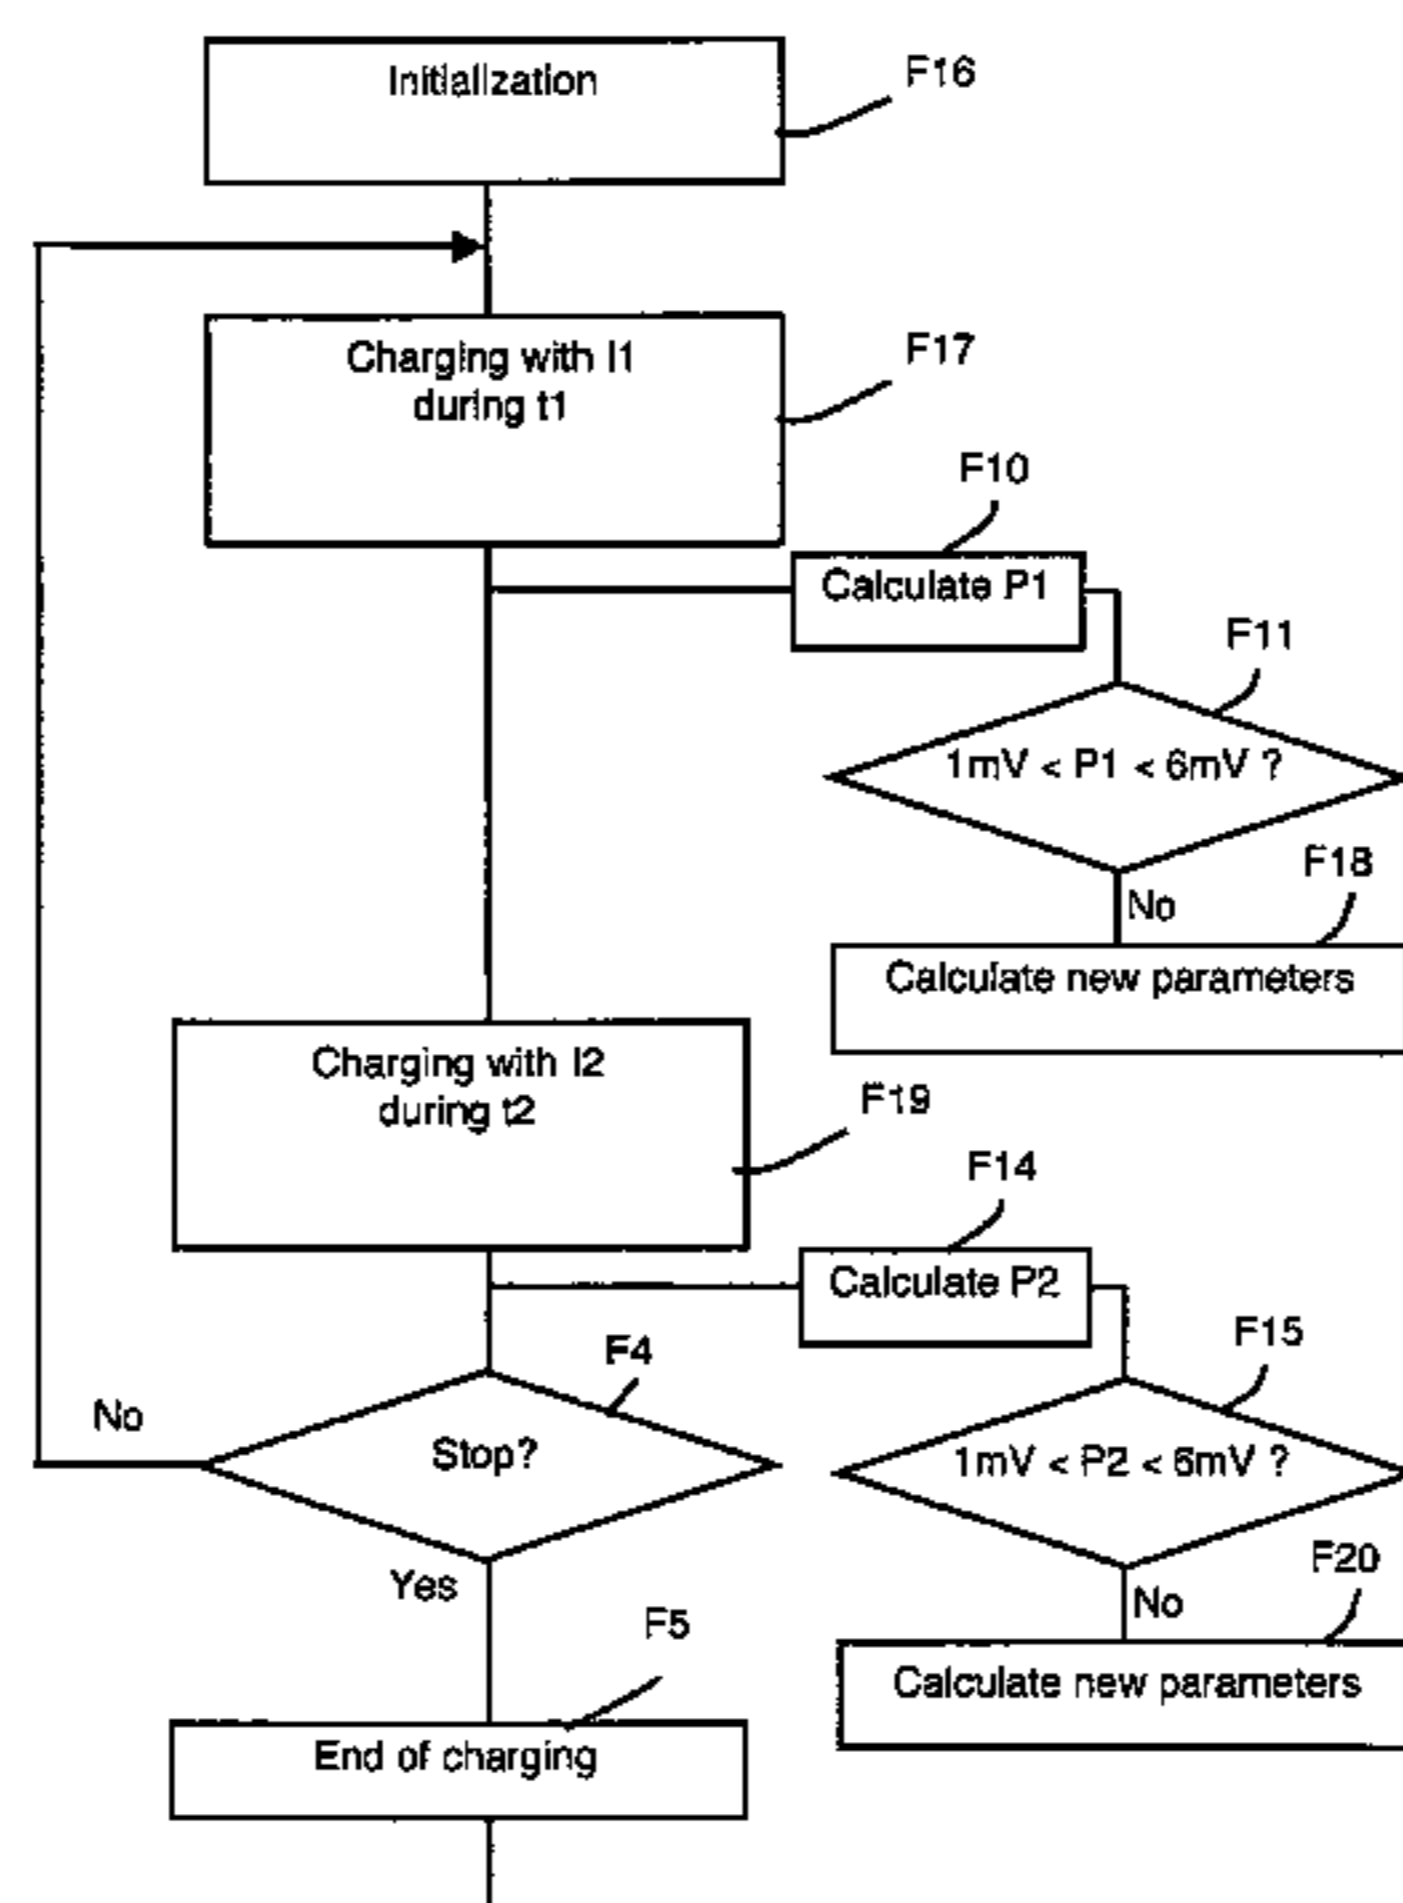 Initialization
F16
Charging with I1
during t1
F17
F10
Calculate P1
F11
1mV < P1 < 6mV ?
F18
No
Calculate new parameters
Charging with I2
during t2
F19
F14
Calculate P2
F15
F4
No
Stop?
1mV < P2 < 6mV ?
Yes
F20
No
F5
Calculate new parameters
End of charging